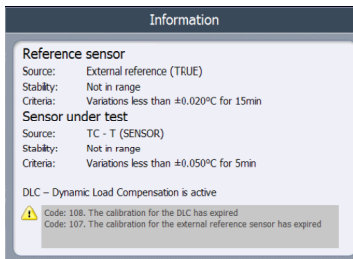 Information
Reference sensor
Source: External reference (TRUE)
Stability: Not in range
Criteria: Variations less than ±0.020°C for 15min
Sensor under test
Source: TC - T (SENSOR)
Stability: Not in range
Criteria: Variations less than ±0.050°C for 5min
DLC – Dynamic Load Compensation is active
Code: 108. The calibration for the DLC has expired
Code: 107. The calibration for the external reference sensor has expired